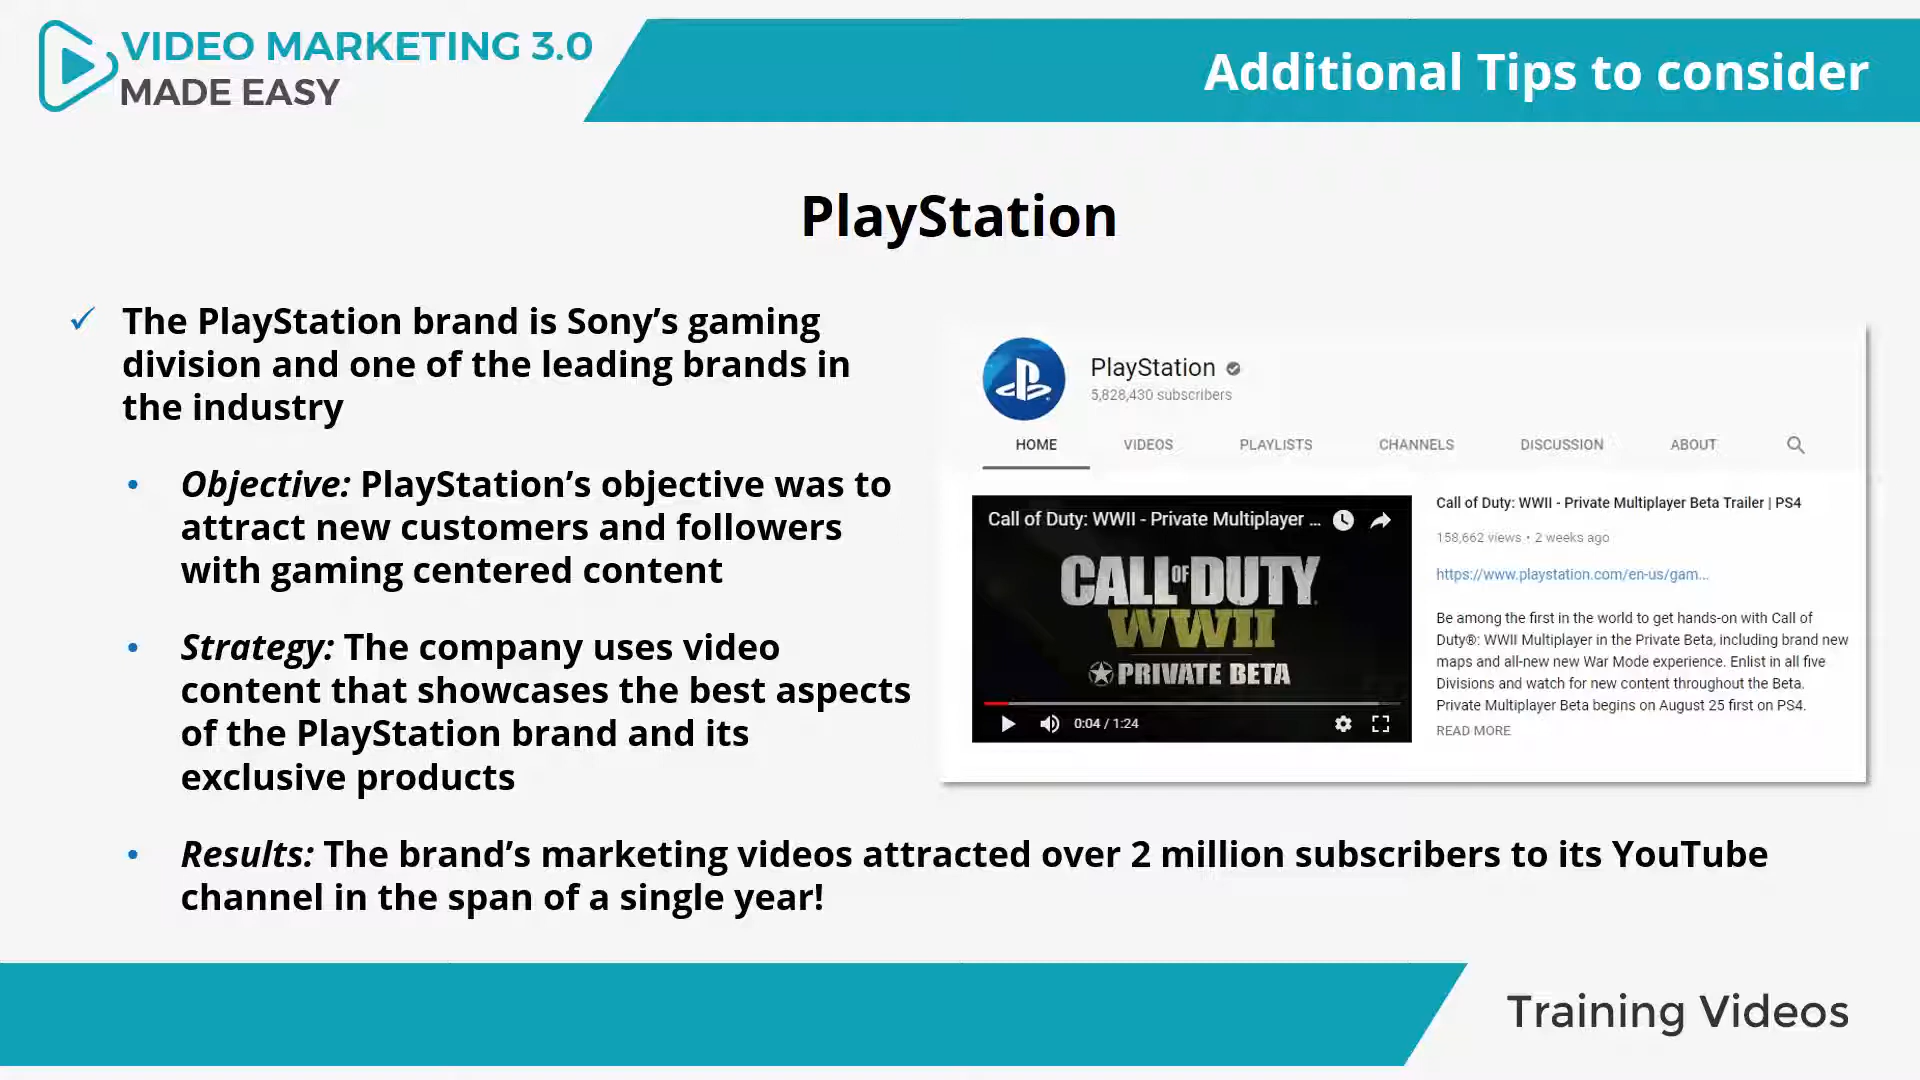 VIDEO MARKETING 3.0
MADE EASY
Additional Tips to consider
PlayStation
✓ The PlayStation brand is Sony’s gaming
division and one of the leading brands in
the industry
• Objective: PlayStation’s objective was to
attract new customers and followers
with gaming centered content
• Strategy: The company uses video
content that showcases the best aspects
of the PlayStation brand and its
exclusive products
• Results: The brand’s marketing videos attracted over 2 million subscribers to its YouTube
channel in the span of a single year!
PlayStation
5,828,430 subscribers
HOME VIDEOS PLAYLISTS CHANNELS DISCUSSION ABOUT
Call of Duty: WWII - Private Multiplayer ...
CALL OF DUTY
WWII
PRIVATE BETA
0:04 / 1:24
Call of Duty: WWII - Private Multiplayer Beta Trailer | PS4
158,662 views • 2 weeks ago
https://www.playstation.com/en-us/gam...
Be among the first in the world to get hands-on with Call of
Duty®: WWII Multiplayer in the Private Beta, including brand new
maps and all-new new War Mode experience. Enlist in all five
Divisions and watch for new content throughout the Beta.
Private Multiplayer Beta begins on August 25 first on PS4.
READ MORE
Training Videos